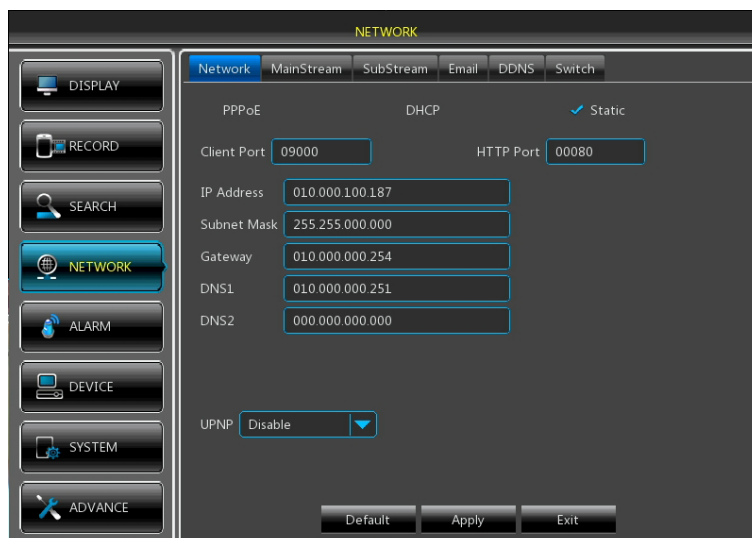 NETWORK
DISPLAY
RECORD
SEARCH
NETWORK
ALARM
DEVICE
SYSTEM
ADVANCE
Network MainStream SubStream Email DDNS Switch
PPPoE DHCP Static
Client Port 09000 HTTP Port 00080
IP Address 010.000.100.187
Subnet Mask 255.255.000.000
Gateway 010.000.000.254
DNS1 010.000.000.251
DNS2 000.000.000.000
UPNP Disable
Default Apply Exit